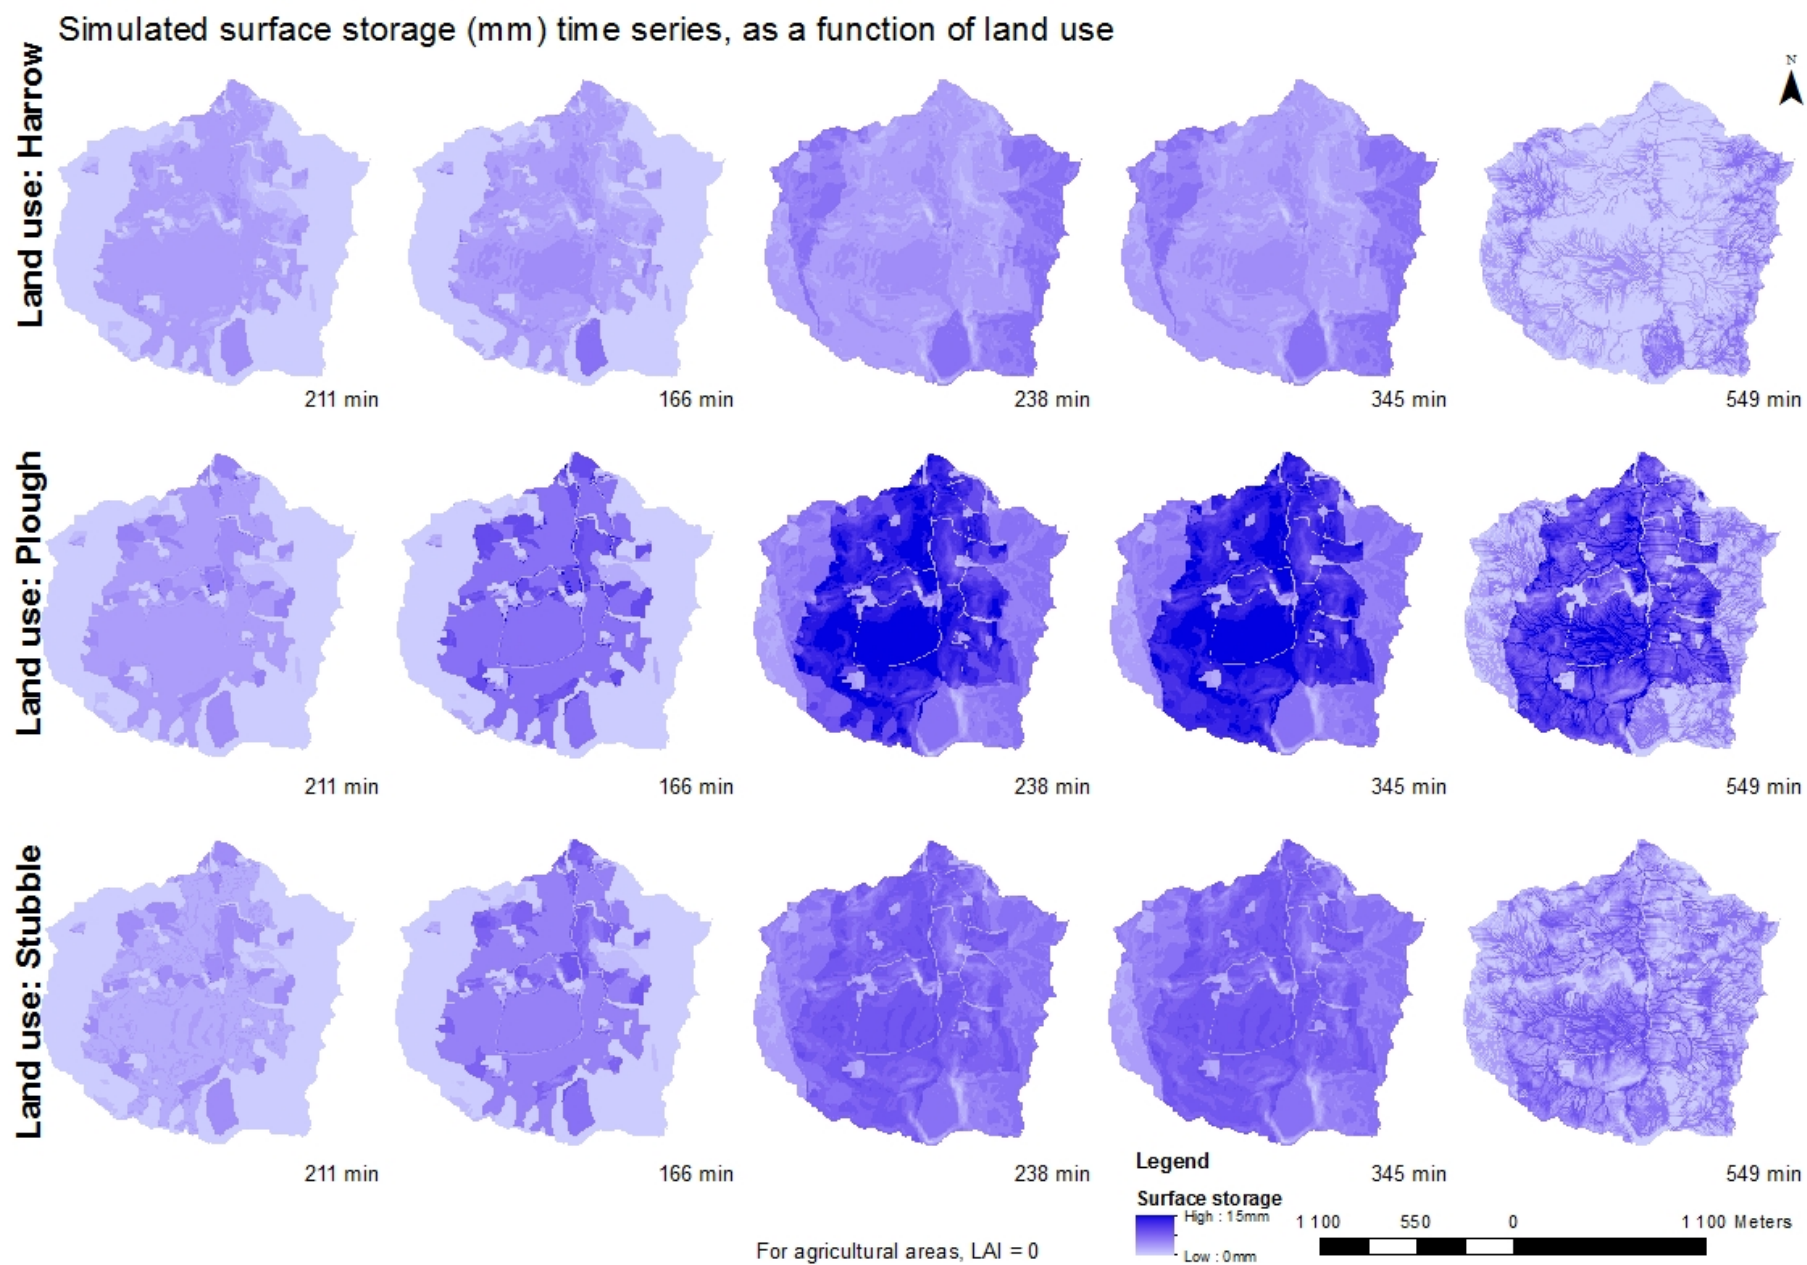 Simulated surface storage (mm) time series, as a function of land use
N
Land use: Harrow
211 min
166 min
238 min
345 min
549 min
Land use: Plough
211 min
166 min
238 min
345 min
549 min
Land use: Stubble
211 min
166 min
238 min
345 min
549 min
Legend
Surface storage
High : 15mm
Low : 0mm
1 100 550 0 1 100 Meters
For agricultural areas, LAI = 0